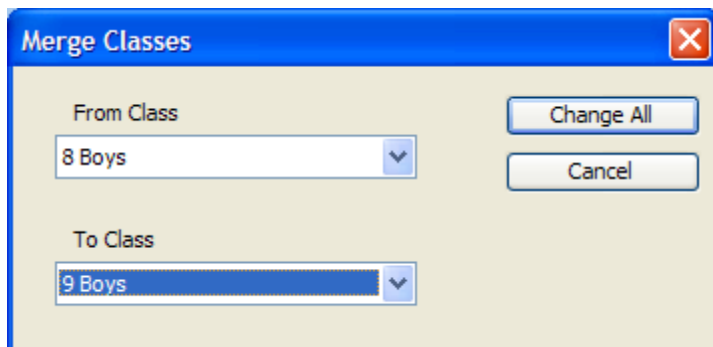 Merge Classes
From Class
Change All
8 Boys
Cancel
To Class
9 Boys